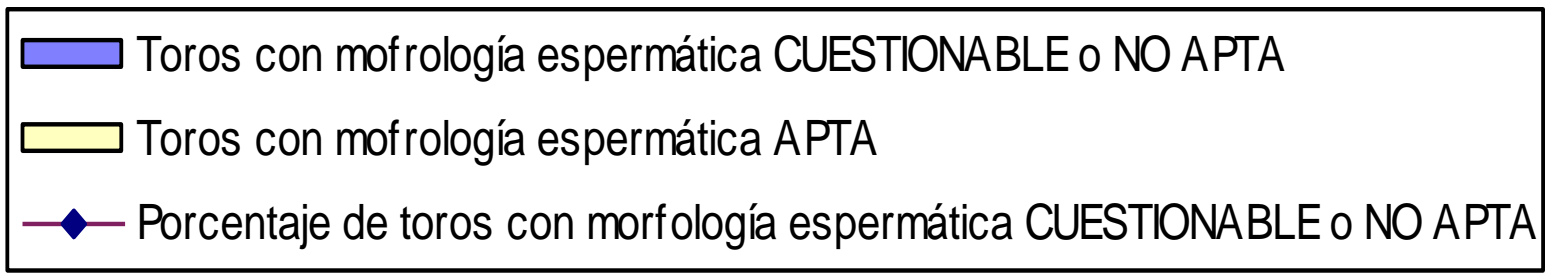 Toros con mofrología espermática CUESTIONABLE o NO APTA
Toros con mofrología espermática APTA
Porcentaje de toros con morfología espermática CUESTIONABLE o NO APTA